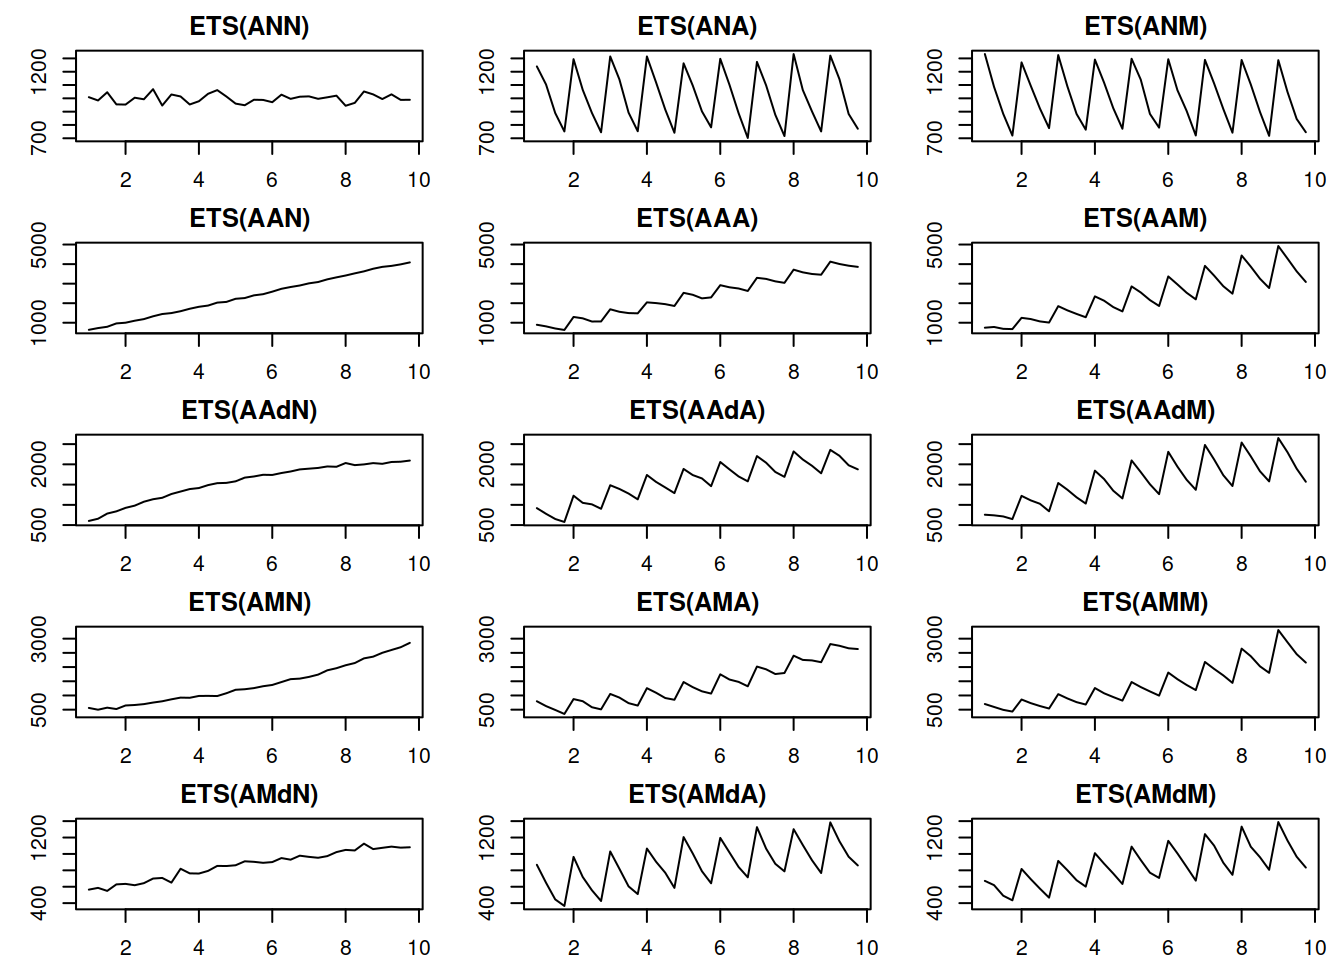 ETS(ANN) ETS(ANA) ETS(ANM)
1200 1200 1200
700 700 700
2 4 6 8 10 2 4 6 8 10 2 4 6 8 10
ETS(AAN) ETS(AAA) ETS(AAM)
5000 5000 5000
1000 1000 1000
2 4 6 8 10 2 4 6 8 10 2 4 6 8 10
ETS(AAdN) ETS(AAdA) ETS(AAdM)
2000 2000 2000
500 500 500
2 4 6 8 10 2 4 6 8 10 2 4 6 8 10
ETS(AMN) ETS(AMA) ETS(AMM)
3000 3000 3000
500 500 500
2 4 6 8 10 2 4 6 8 10 2 4 6 8 10
ETS(AMdN) ETS(AMdA) ETS(AMdM)
1200 1200 1200
400 400 400
2 4 6 8 10 2 4 6 8 10 2 4 6 8 10